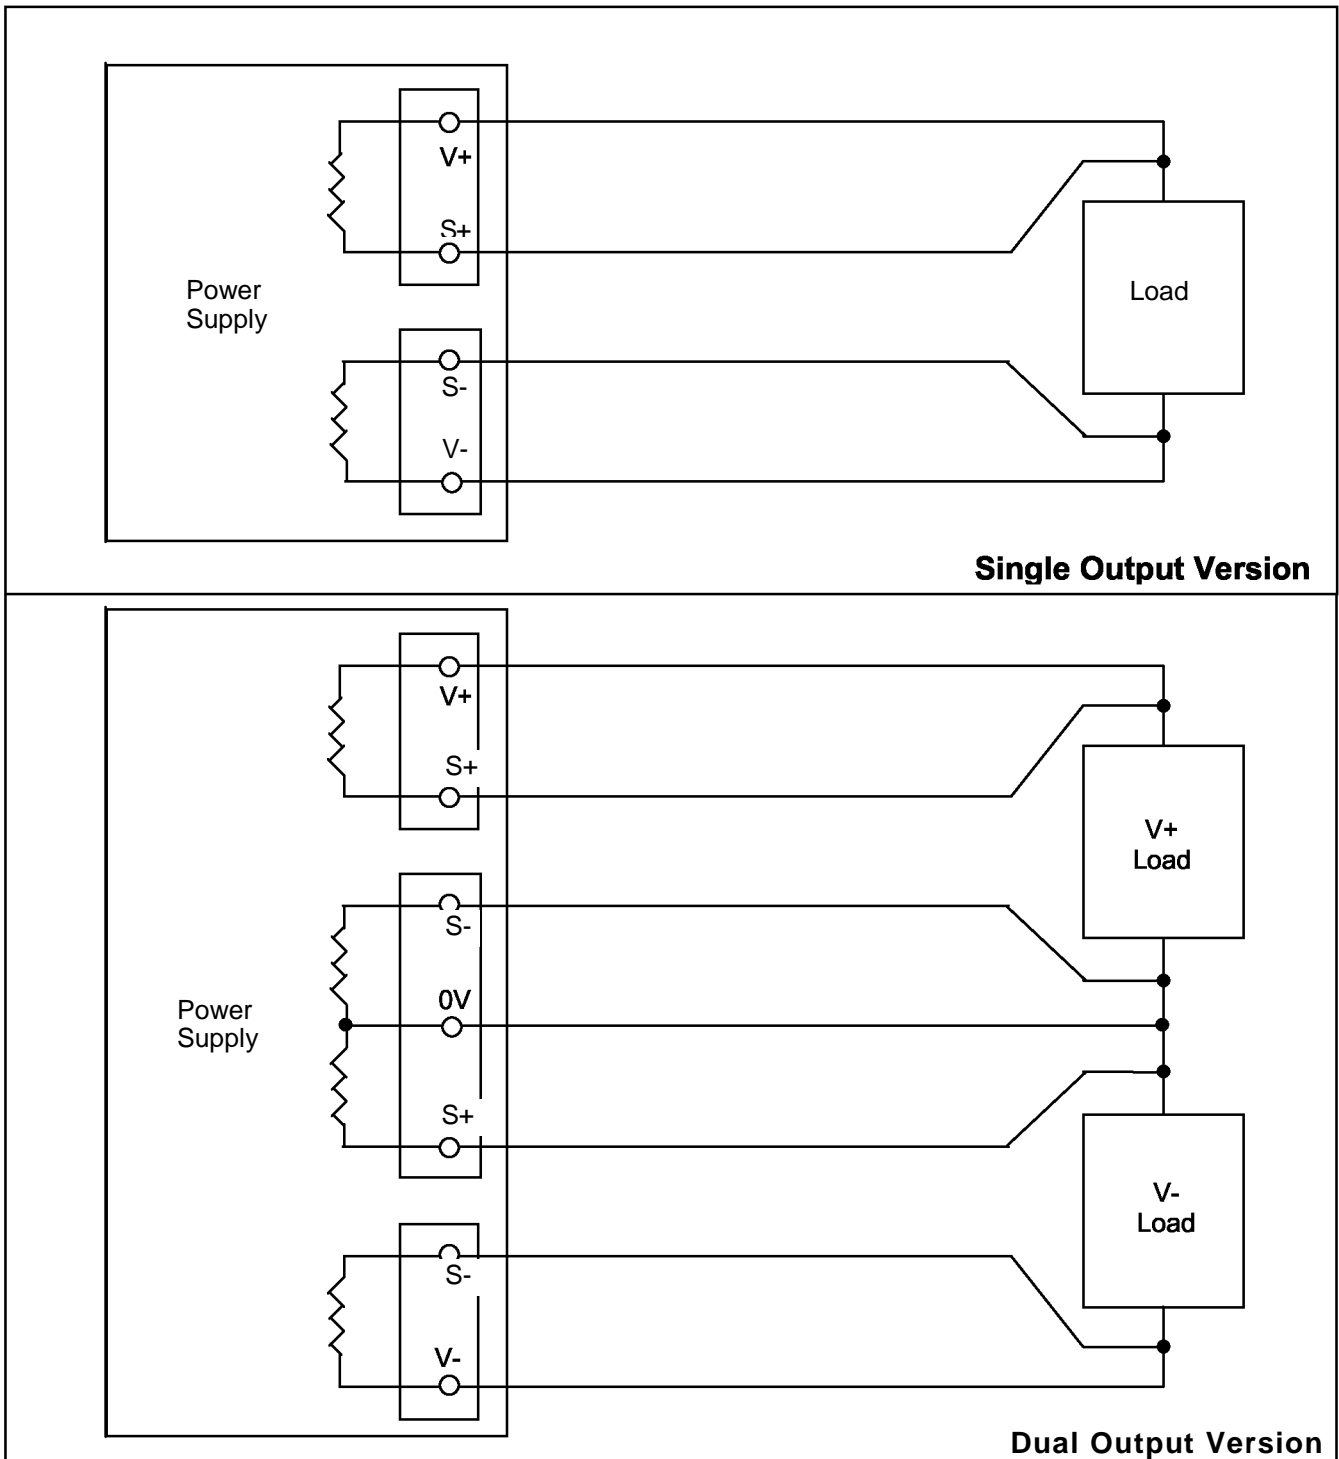 V+
S+
Power
Supply
Load
S-
V-
Single Output Version
V+
S+
V+
Load
S-
0V
Power
Supply
S+
V-
Load
S-
V-
Dual Output Version